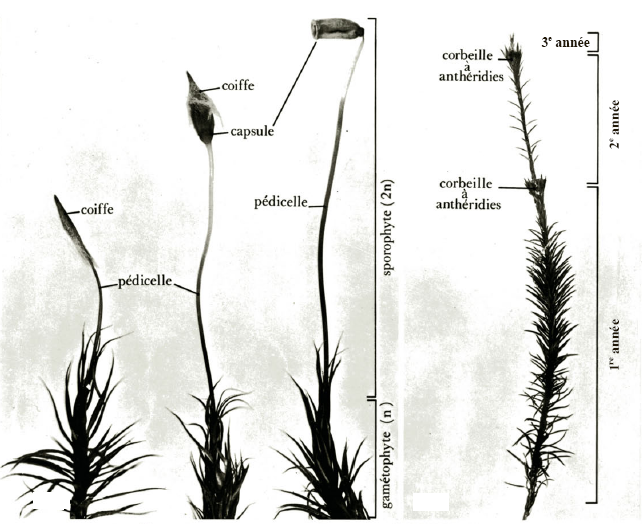 coiffe
pédicelle
coiffe
capsule
pédicelle
sporophyte (2n)
gamétophyte (n)
corbeille
à
anthéridies
corbeille
à
anthéridies
3e année
2e année
1re année